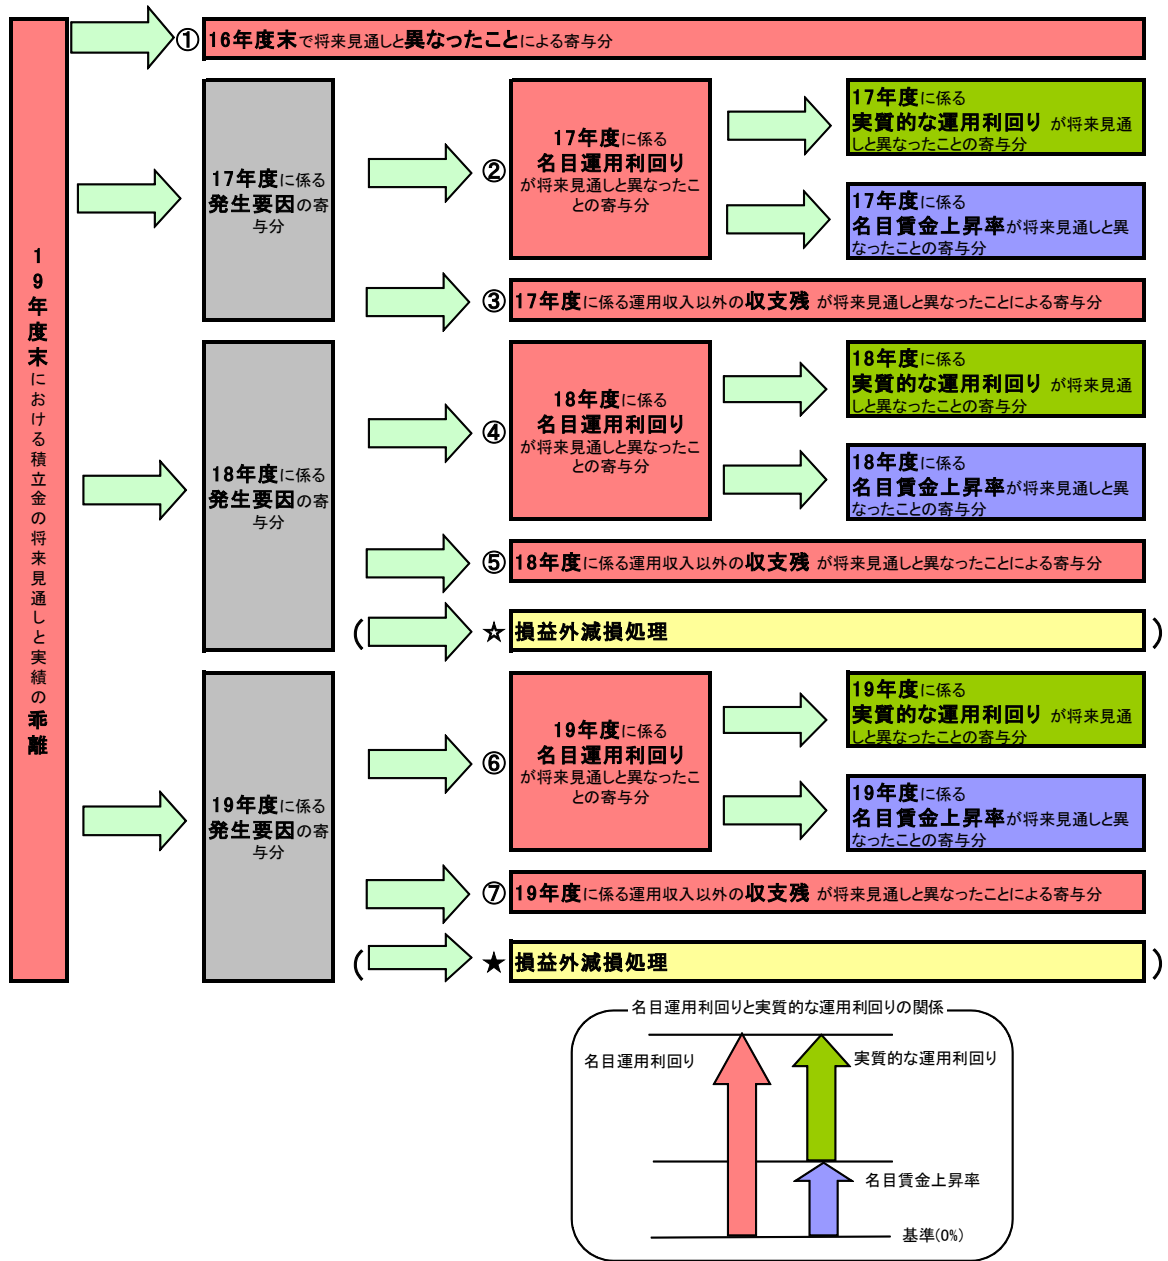 19年度末における積立金の将来見通しと実績の乖離
① 16年度末で将来見通しと異なったことによる寄与分
17年度に係る
発生要因の寄
与分
② 17年度に係る
名目運用利回り
が将来見通しと異なったこ
との寄与分
17年度に係る
実質的な運用利回り が将来見通
しと異なったことの寄与分
17年度に係る
名目賃金上昇率が将来見通しと異
なったことの寄与分
③ 17年度に係る運用収入以外の収支残 が将来見通しと異なったことによる寄与分
18年度に係る
発生要因の寄
与分
④ 18年度に係る
名目運用利回り
が将来見通しと異なったこ
との寄与分
18年度に係る
実質的な運用利回り が将来見通
しと異なったことの寄与分
18年度に係る
名目賃金上昇率が将来見通しと異
なったことの寄与分
⑤ 18年度に係る運用収入以外の収支残 が将来見通しと異なったことによる寄与分
( ☆ 損益外減損処理 )
19年度に係る
発生要因の寄
与分
⑥ 19年度に係る
名目運用利回り
が将来見通しと異なったこ
との寄与分
19年度に係る
実質的な運用利回り が将来見通
しと異なったことの寄与分
19年度に係る
名目賃金上昇率が将来見通しと異
なったことの寄与分
⑦ 19年度に係る運用収入以外の収支残 が将来見通しと異なったことによる寄与分
( ★ 損益外減損処理 )
名目運用利回りと実質的な運用利回りの関係
名目運用利回り
実質的な運用利回り
名目賃金上昇率
基準(0%)